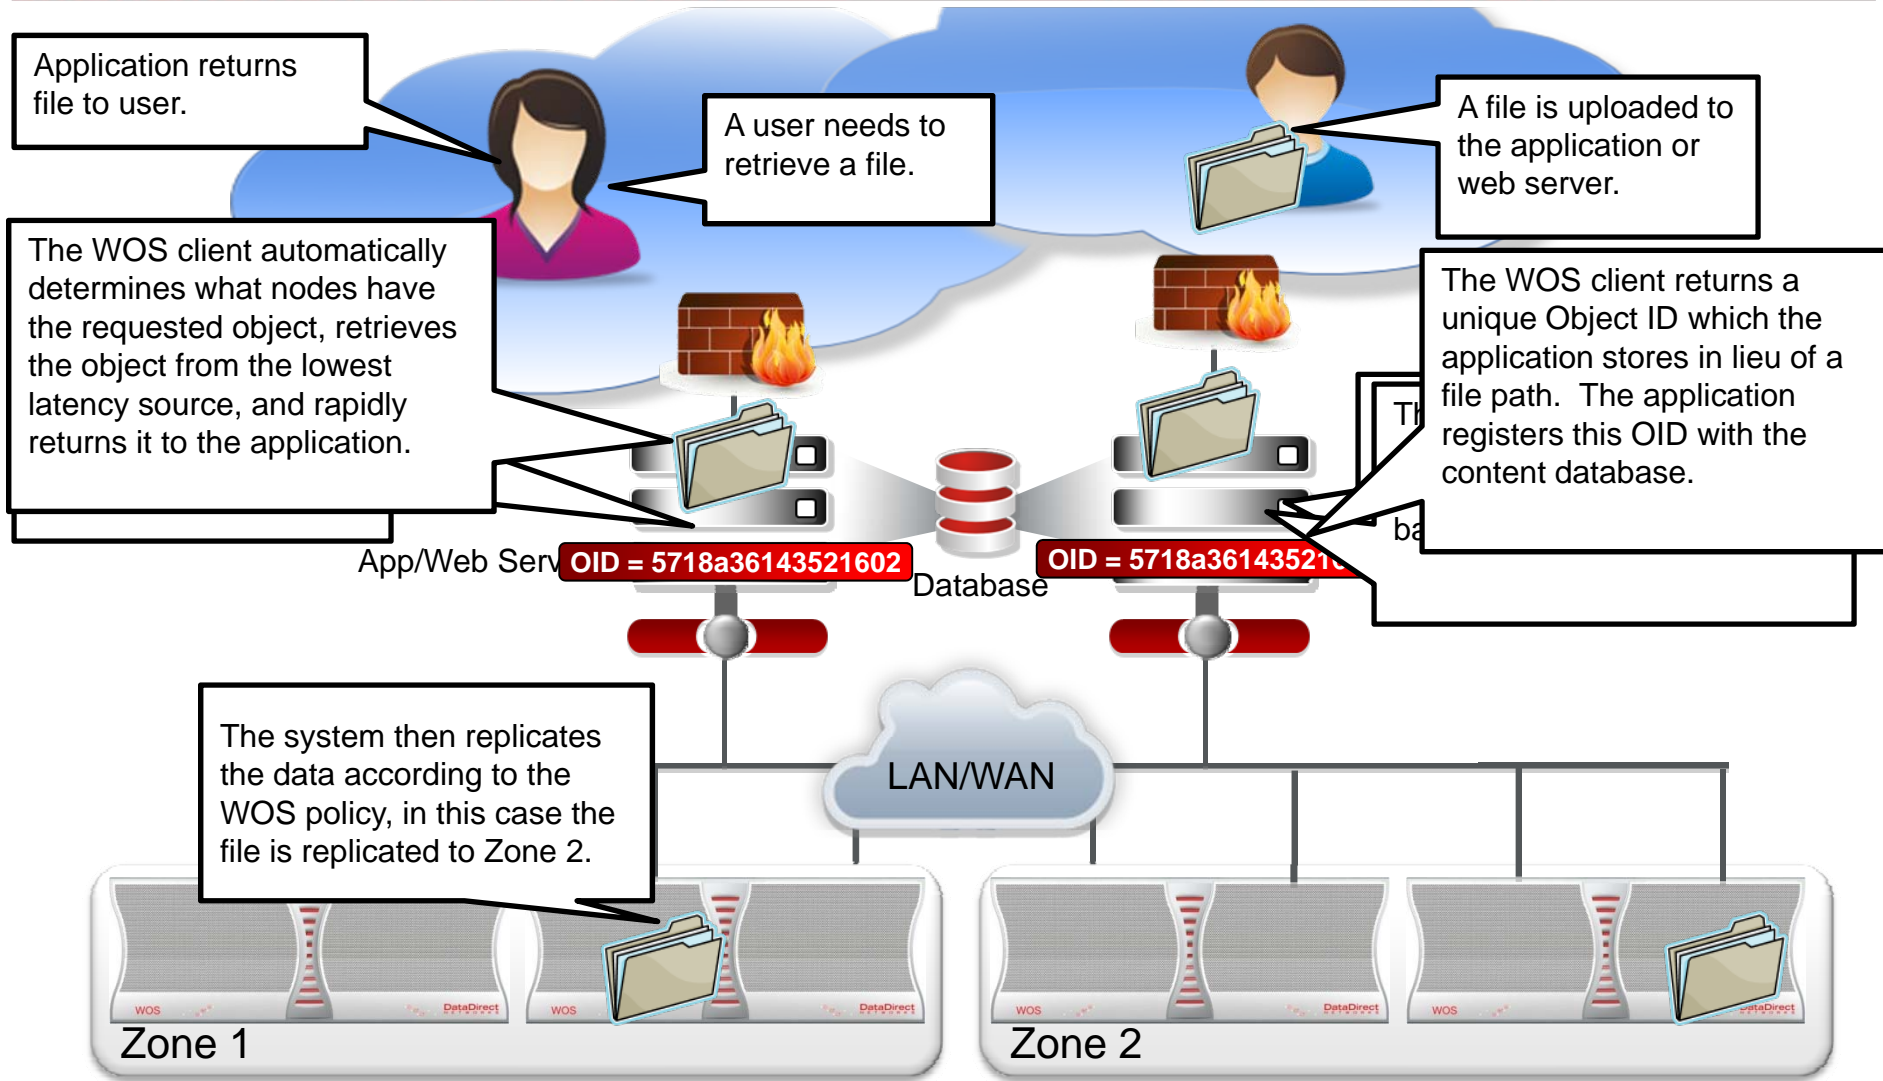 Application returns
file to user.
A user needs to
retrieve a file.
A file is uploaded to
the application or
web server.
The WOS client automatically
determines what nodes have
the requested object, retrieves
the object from the lowest
latency source, and rapidly
returns it to the application.
The WOS client returns a
unique Object ID which the
application stores in lieu of a
file path.  The application
registers this OID with the
content database.
App/Web
OID = 5718a36143521602
Database
OID =
LAN/WAN
The system then replicates
the data according to the
WOS policy, in this case the
file is replicated to Zone 2.
WOS
DataDirect
NETWORKS
WOS
DataDirect
NETWORKS
WOS
DataDirect
NETWORKS
WOS
Zone 1
Zone 2